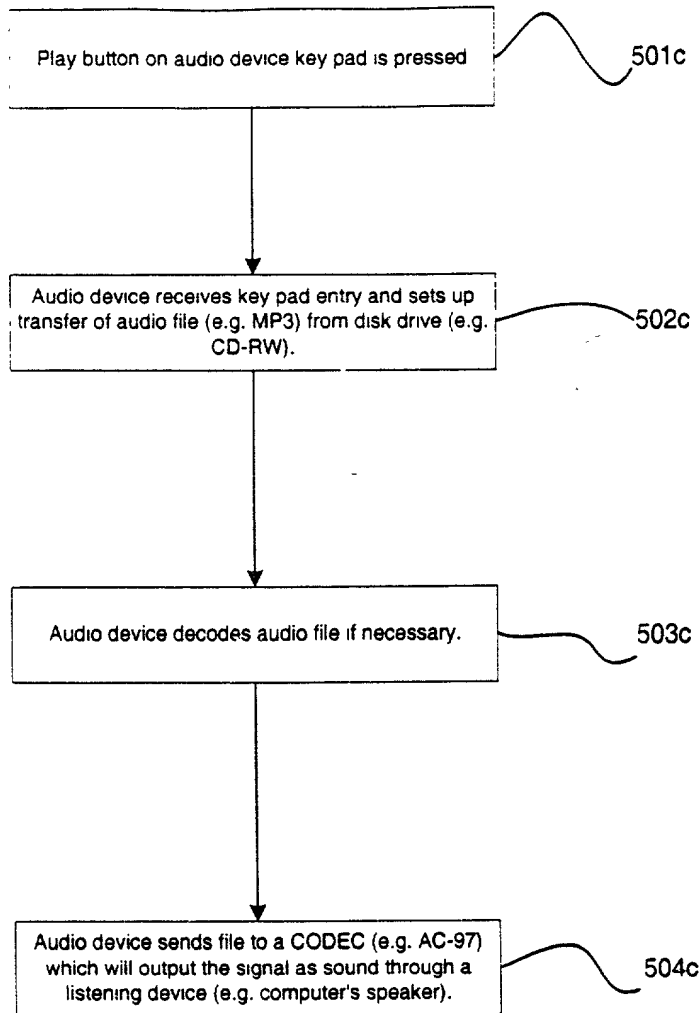 Play button on audio device key pad is pressed
501c
Audio device receives key pad entry and sets up
transfer of audio file (e.g. MP3) from disk drive (e.g.
CD-RW).
502c
Audio device decodes audio file if necessary.
503c
Audio device sends file to a CODEC (e.g. AC-97)
which will output the signal as sound through a
listening device (e.g. computer's speaker).
504c